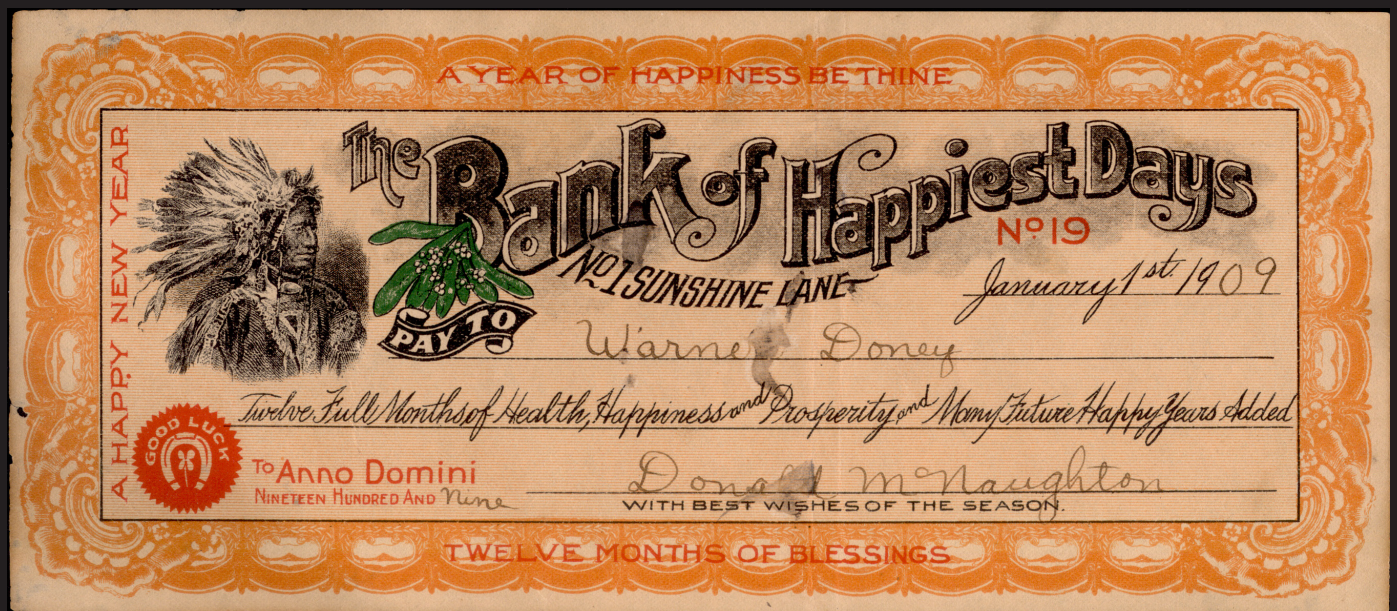 A YEAR OF HAPPINESS BE THINE
A HAPPY NEW YEAR
The Bank of Happiest Days
No 19
No 1 SUNSHINE LANE
January 1st. 1909
PAY TO
Warner Doney
Twelve Full Months of Health, Happiness and Prosperity and Many Future Happy Years Added
GOOD LUCK
To Anno Domini
Nineteen Hundred And Nine
Donald McNaughton
WITH BEST WISHES OF THE SEASON.
TWELVE MONTHS OF BLESSINGS